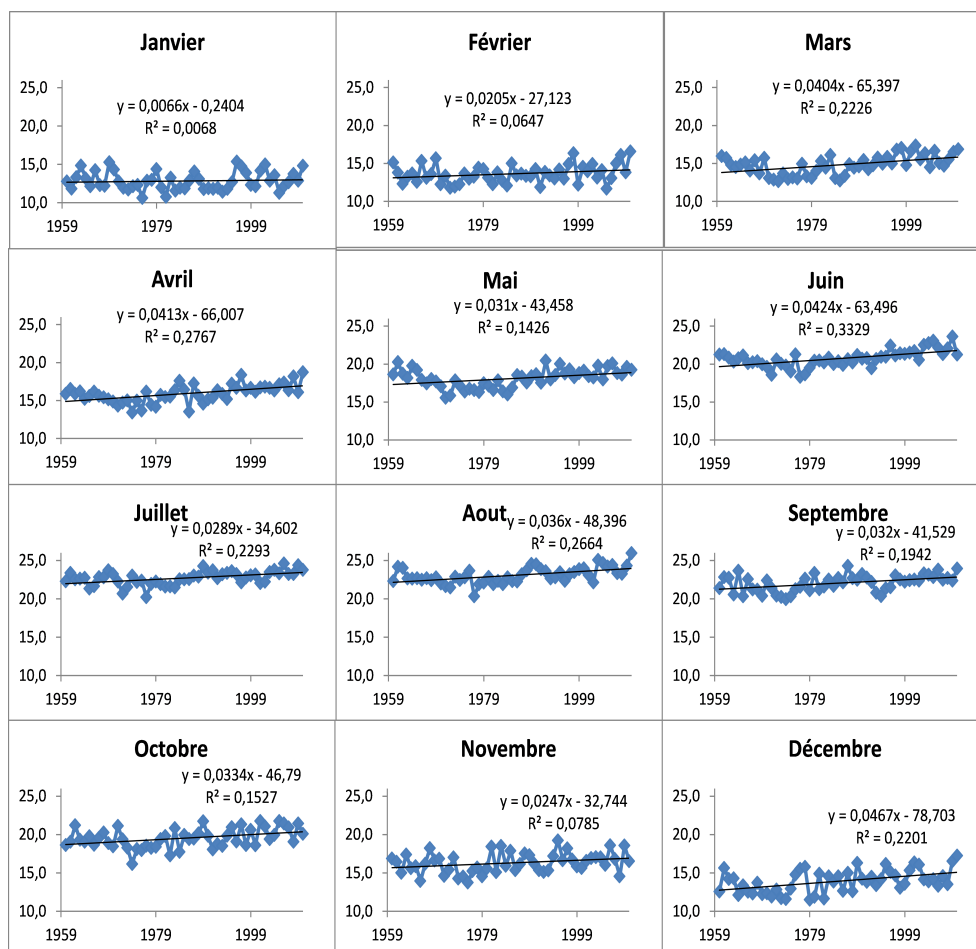 Janvier
y = 0,0066x - 0,2404
R² = 0,0068
25,0
20,0
15,0
10,0
1959 1979 1999
Février
y = 0,0205x - 27,123
R² = 0,0647
25,0
20,0
15,0
10,0
1959 1979 1999
Mars
y = 0,0404x - 65,397
R² = 0,2226
25,0
20,0
15,0
10,0
1959 1979 1999
Avril
y = 0,0413x - 66,007
R² = 0,2767
25,0
20,0
15,0
10,0
1959 1979 1999
Mai
y = 0,031x - 43,458
R² = 0,1426
25,0
20,0
15,0
10,0
1959 1979 1999
Juin
y = 0,0424x - 63,496
R² = 0,3329
25,0
20,0
15,0
10,0
1959 1979 1999
Juillet
y = 0,0289x - 34,602
R² = 0,2293
25,0
20,0
15,0
10,0
1959 1979 1999
Aout
y = 0,036x - 48,396
R² = 0,2664
25,0
20,0
15,0
10,0
1959 1979 1999
Septembre
y = 0,032x - 41,529
R² = 0,1942
25,0
20,0
15,0
10,0
1959 1979 1999
Octobre
y = 0,0334x - 46,79
R² = 0,1527
25,0
20,0
15,0
10,0
1959 1979 1999
Novembre
y = 0,0247x - 32,744
R² = 0,0785
25,0
20,0
15,0
10,0
1959 1979 1999
Décembre
y = 0,0467x - 78,703
R² = 0,2201
25,0
20,0
15,0
10,0
1959 1979 1999